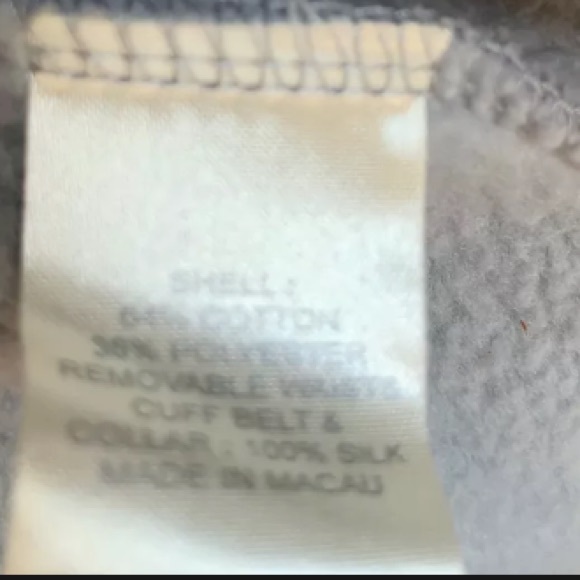 SHELL :
64% COTTON
36% POLYESTER
REMOVABLE WAIST&
CUFF BELT &
COLLAR : 100% SILK
MADE IN MACAU